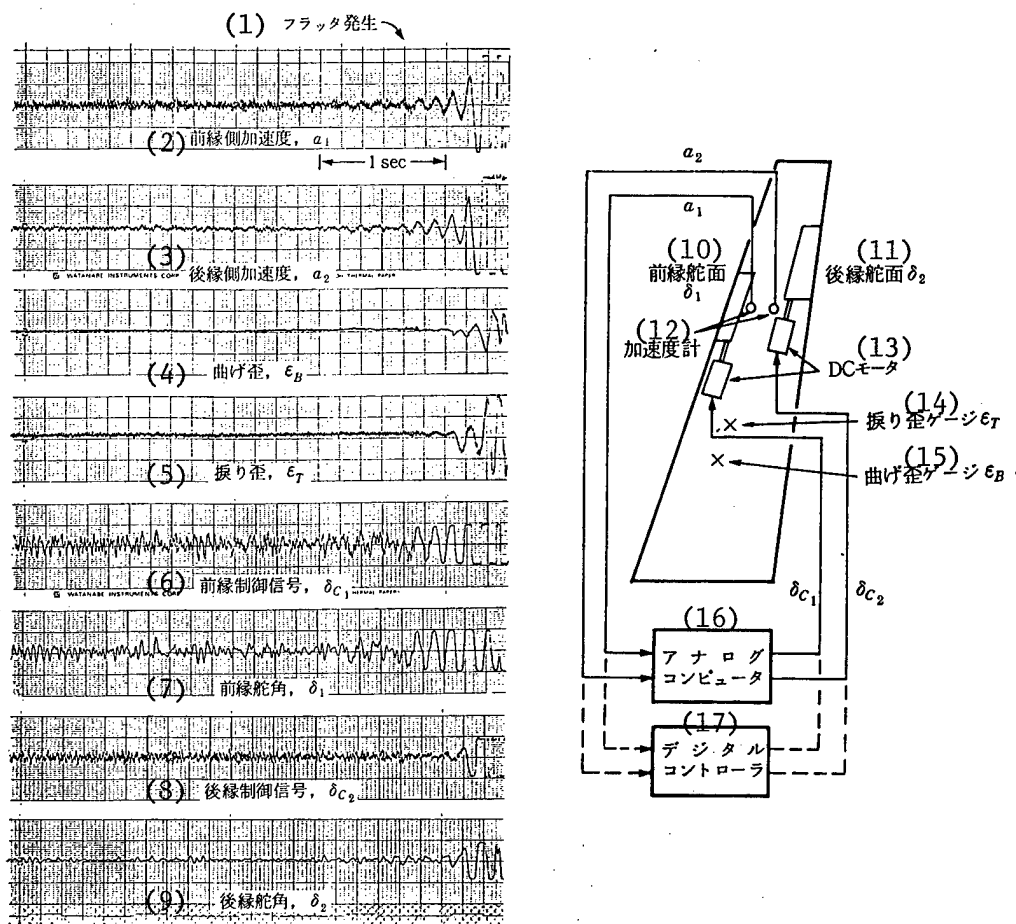 (1) フラッタ発生
(2) 前縁側加速度, a₁
1 sec
(3) 後縁側加速度, a₂
WATANABE INSTRUMENTS CORP
THERMAL PAPER
(4) 曲げ歪, ε_B
(5) 捩り歪, ε_T
(6) 前縁制御信号, δ_C₁
WATANABE INSTRUMENTS CORP
THERMAL PAPER
(7) 前縁舵角, δ₁
(8) 後縁制御信号, δ_C₂
(9) 後縁舵角, δ₂
a₂
a₁
(10)
前縁舵面
δ₁
(11)
後縁舵面 δ₂
(12)
加速度計
(13)
DCモータ
(14)
捩り歪ゲージ ε_T
(15)
曲げ歪ゲージ ε_B
δ_C₁
δ_C₂
(16)
アナログ
コンピュータ
(17)
デジタル
コントローラ